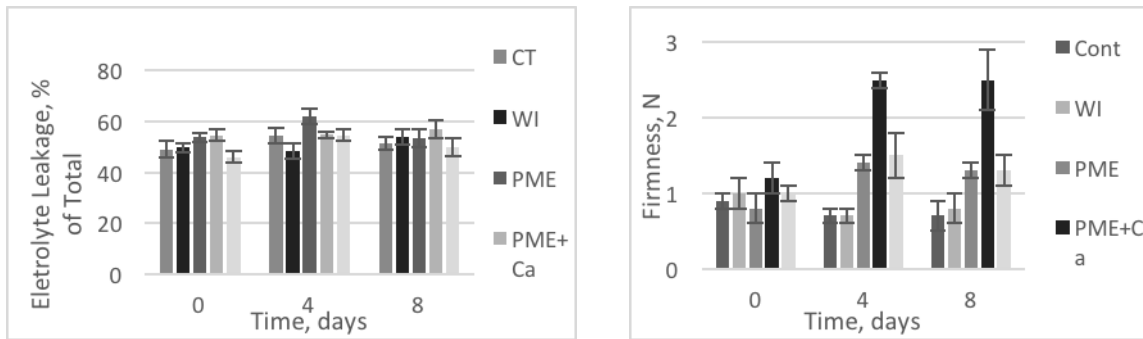 Eletrolyte Leakage, %
of Total
80
60
40
20
0
0 4 8
Time, days
CT
WI
PME
PME+
Ca
Firmness, N
3
2
1
0
0 4 8
Time, days
Cont
WI
PME
PME+C
a